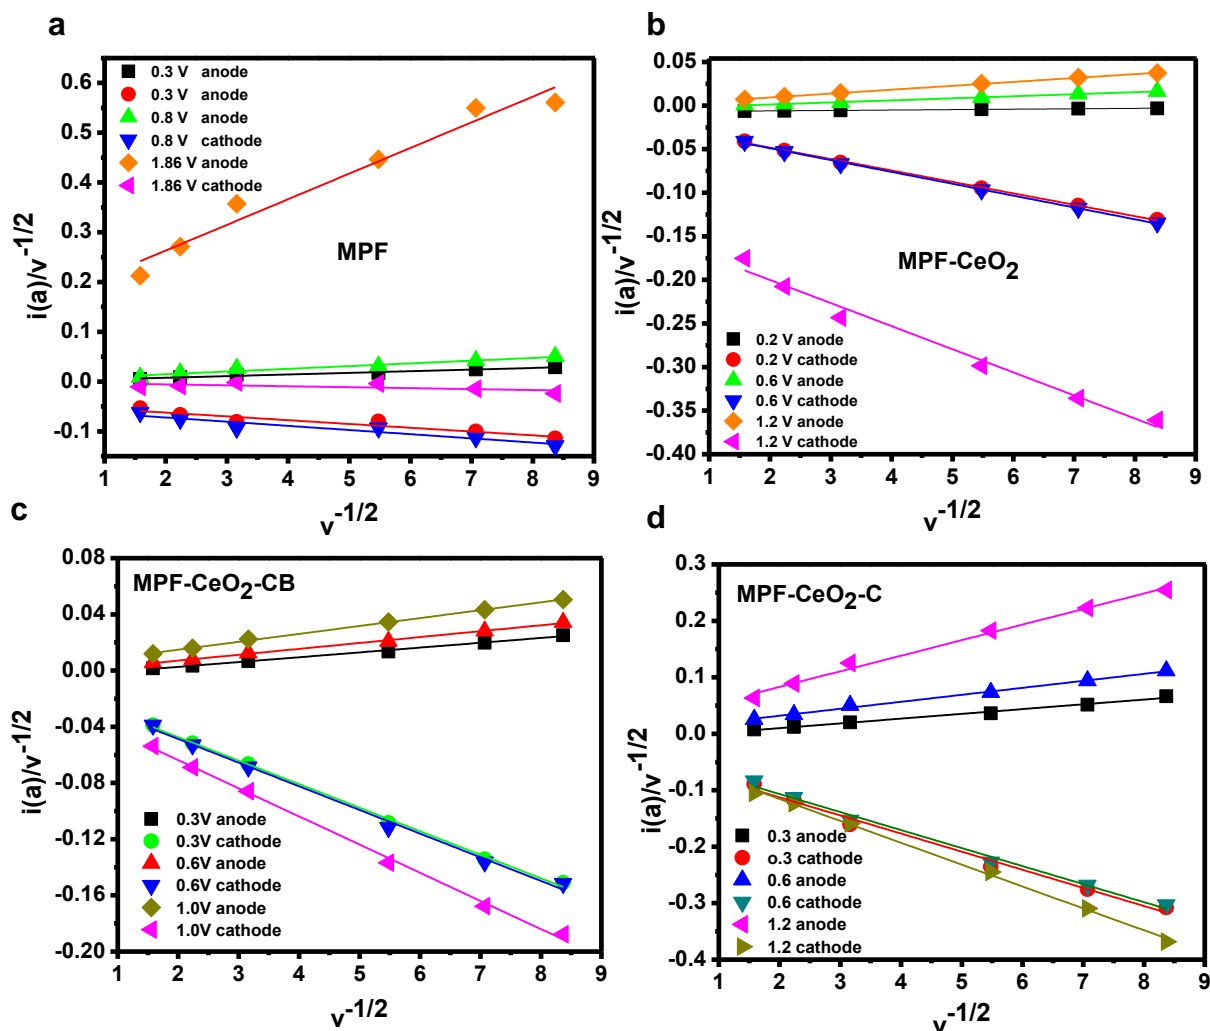 a
0.6
0.5
0.4
0.3
0.2
0.1
0.0
-0.1
i(a)/v-1/2
0.3 V anode
0.3 V anode
0.8 V anode
0.8 V cathode
1.86 V anode
1.86 V cathode
MPF
1 2 3 4 5 6 7 8 9
v-1/2
b
0.05
0.00
-0.05
-0.10
-0.15
-0.20
-0.25
-0.30
-0.35
-0.40
i(a)/v-1/2
MPF-CeO2
0.2 V anode
0.2 V cathode
0.6 V anode
0.6 V cathode
1.2 V anode
1.2 V cathode
1 2 3 4 5 6 7 8 9
v-1/2
c
0.08
0.04
0.00
-0.04
-0.08
-0.12
-0.16
-0.20
i(a)/v-1/2
MPF-CeO2-CB
0.3V anode
0.3V cathode
0.6V anode
0.6V cathode
1.0V anode
1.0V cathode
1 2 3 4 5 6 7 8 9
v-1/2
d
0.3
0.2
0.1
0.0
-0.1
-0.2
-0.3
-0.4
i(a)/v-1/2
MPF-CeO2-C
0.3 anode
o.3 cathode
0.6 anode
0.6 cathode
1.2 anode
1.2 cathode
1 2 3 4 5 6 7 8 9
v-1/2